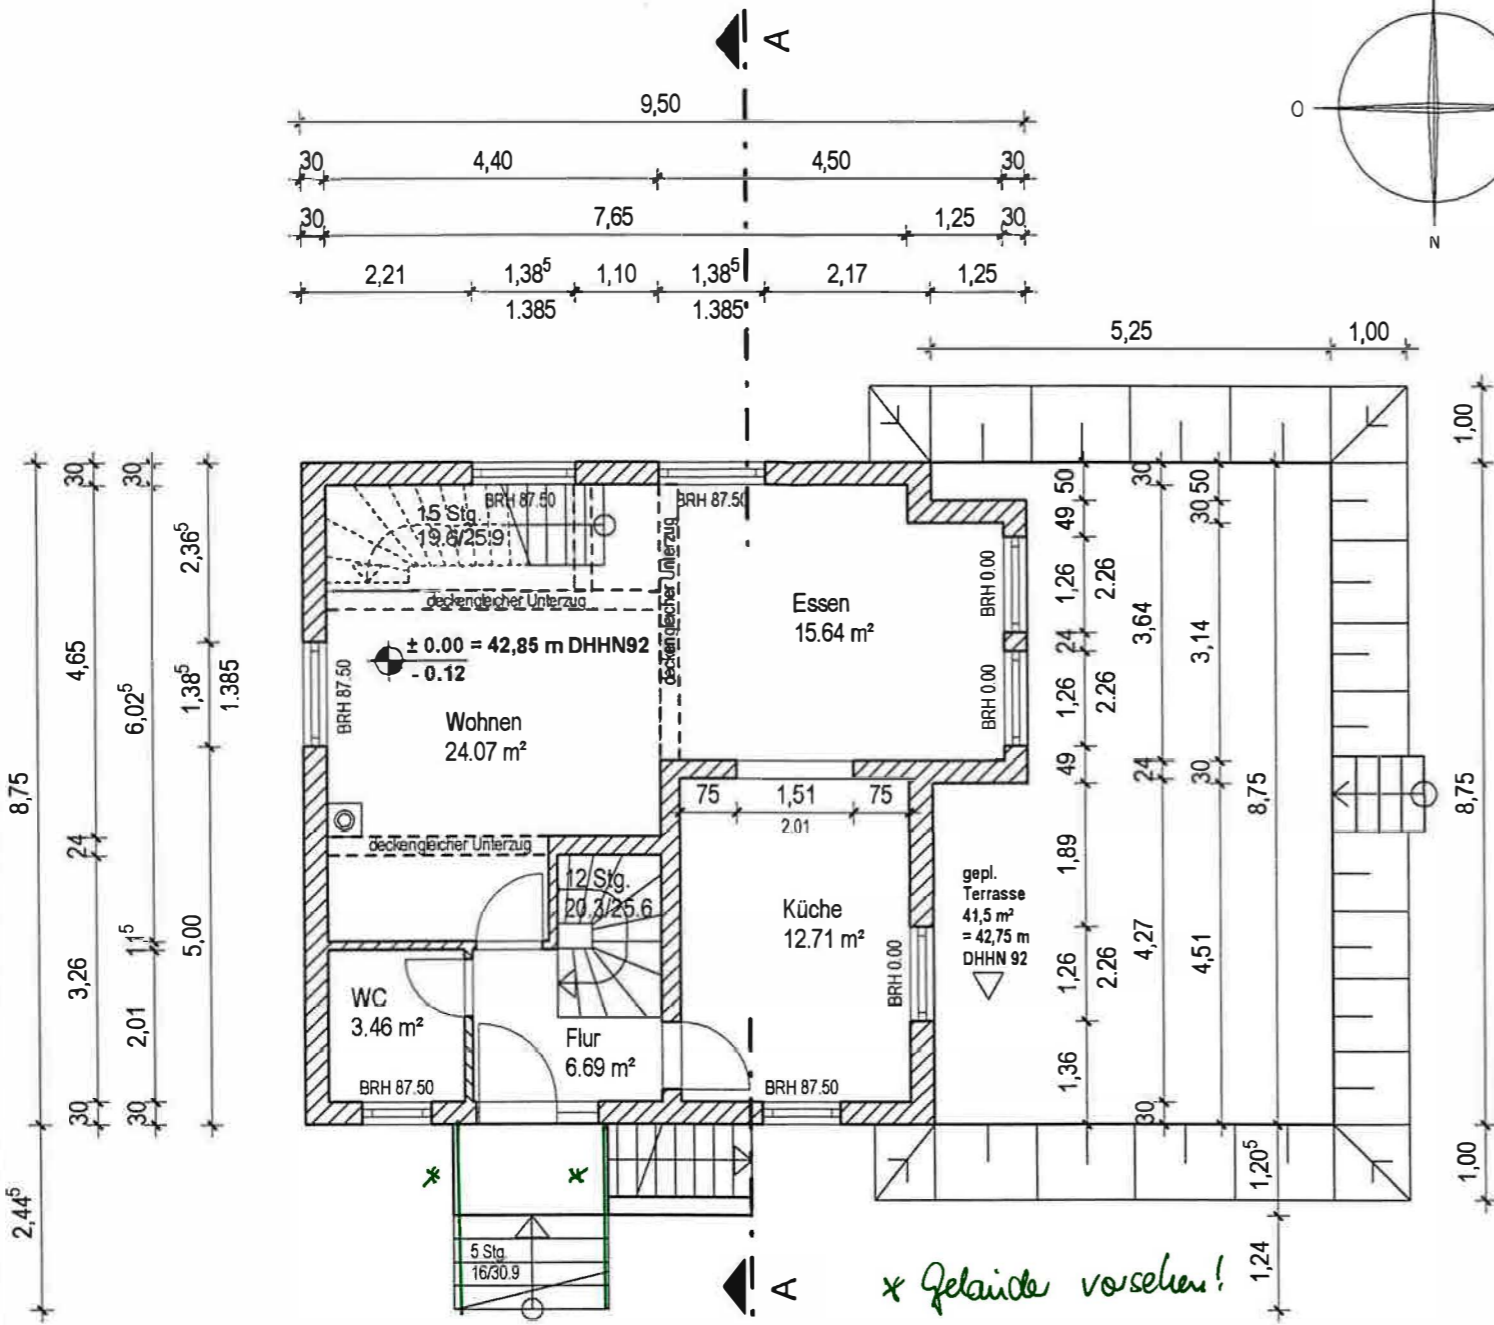 A
9,50
O
30 4,40 4,50 30
30 7,65 1,25 30
N
2,21 1,38⁵ 1,10 1,38⁵ 2,17 1,25
1.385 1.385
5,25 1,00
1,00
30 30 50 30 50
BRH 87.50 BRH 87.50
15 Stg.
19.6/25.9
49 30
2,36⁵
deckengleicher Unterzug
deckengleicher Unterzug
Essen
15.64 m²
BRH 0.00
1,26 2.26
3,64
3,14
± 0.00 = 42,85 m DHHN92
- 0.12
24
4,65
6,02⁵
1,38⁵
1.385
BRH 87.50
Wohnen
24.07 m²
BRH 0.00
1,26 2.26
49 24 30
8,75
8,75
8,75
75 1,51 75
2.01
24
deckengleicher Unterzug
12 Stg.
20.3/25.6
1,89
gepl.
Terrasse
41,5 m²
= 42,75 m
DHHN 92
Küche
12.71 m²
11⁵
5,00
4,27
4,51
3,26
BRH 0.00
1,26 2.26
WC
3.46 m²
2,01
Flur
6.69 m²
1,36
BRH 87.50 BRH 87.50
30 30 30
* *
1,20⁵
1,00
2,44⁵
5 Stg.
16/30.9
1,24
A
* Geländer vorsehen!